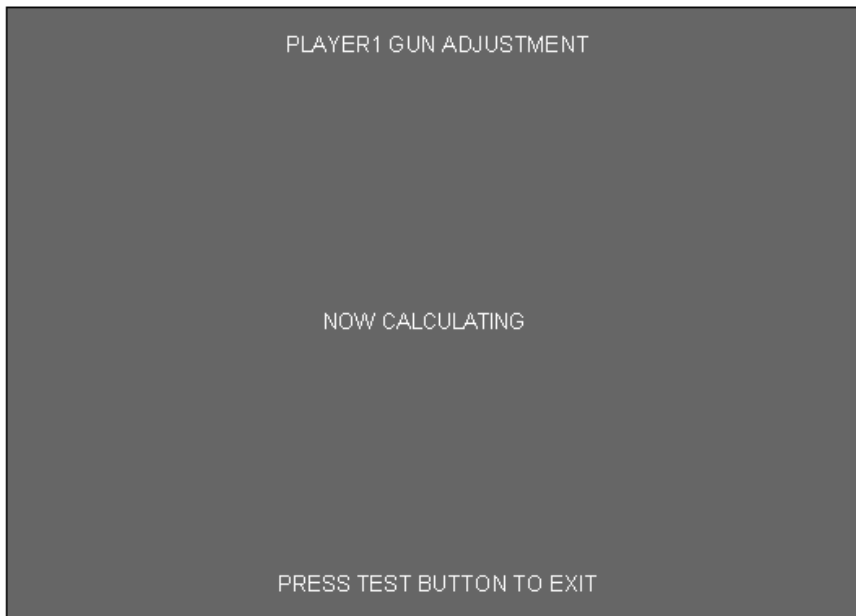 PLAYER1 GUN ADJUSTMENT
NOW CALCULATING
PRESS TEST BUTTON TO EXIT